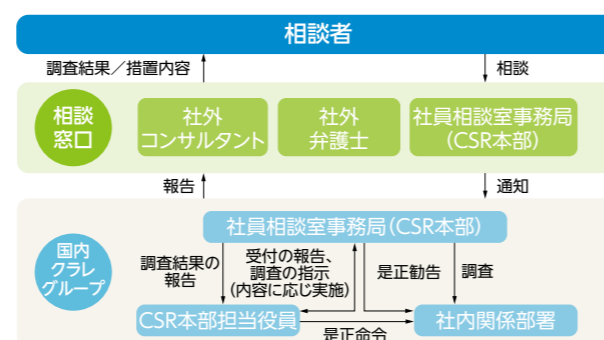 相談者
調査結果／措置内容
相談
相談
窓口
社外
コンサルタント
社外
弁護士
社員相談室事務局
(CSR本部)
報告
通知
社員相談室事務局(CSR本部)
国内
クラレ
グループ
調査結果の
報告
受付の報告、
調査の指示
(内容に応じ実施)
是正勧告
調査
CSR本部担当役員
是正命令
社内関係部署